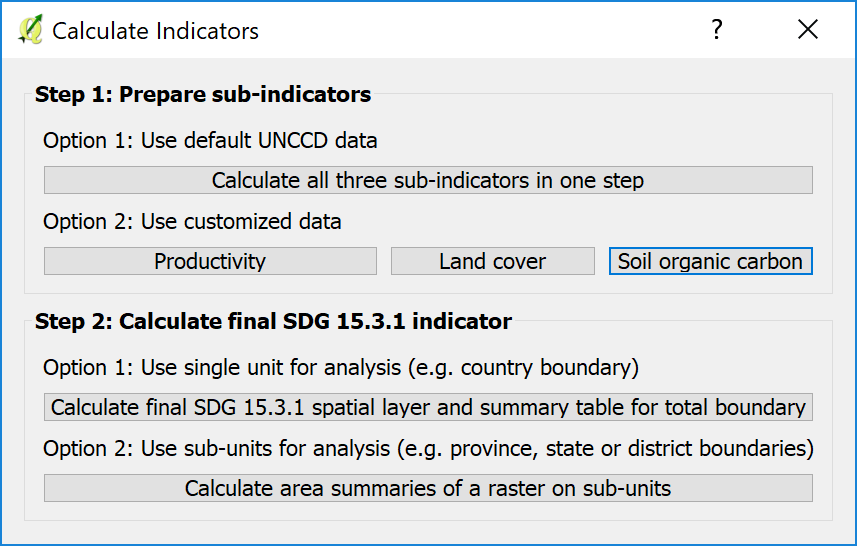 Calculate Indicators
?
Step 1: Prepare sub-indicators
Option 1: Use default UNCCD data
Calculate all three sub-indicators in one step
Option 2: Use customized data
Productivity Land cover Soil organic carbon
Step 2: Calculate final SDG 15.3.1 indicator
Option 1: Use single unit for analysis (e.g. country boundary)
Calculate final SDG 15.3.1 spatial layer and summary table for total boundary
Option 2: Use sub-units for analysis (e.g. province, state or district boundaries)
Calculate area summaries of a raster on sub-units